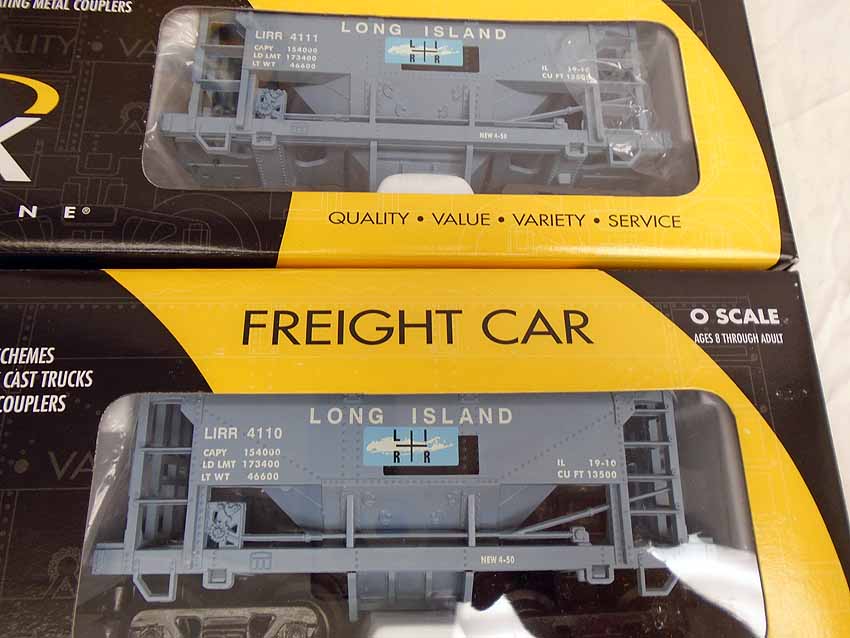 ATING METAL COUPLERS
LONG ISLAND
LIRR 4111
CAPY 154000
LD LMT 173400
LT WT 46600
L I
R R
IL 19-10
CU FT 13500
NEW 4-50
K
N E®
QUALITY • VALUE • VARIETY • SERVICE
FREIGHT CAR
O SCALE
AGES 8 THROUGH ADULT
CHEMES
CAST TRUCKS
COUPLERS
LONG ISLAND
LIRR 4110
CAPY 154000
LD LMT 173400
LT WT 46600
L I
R R
IL 19-10
CU FT 13500
NEW 4-50